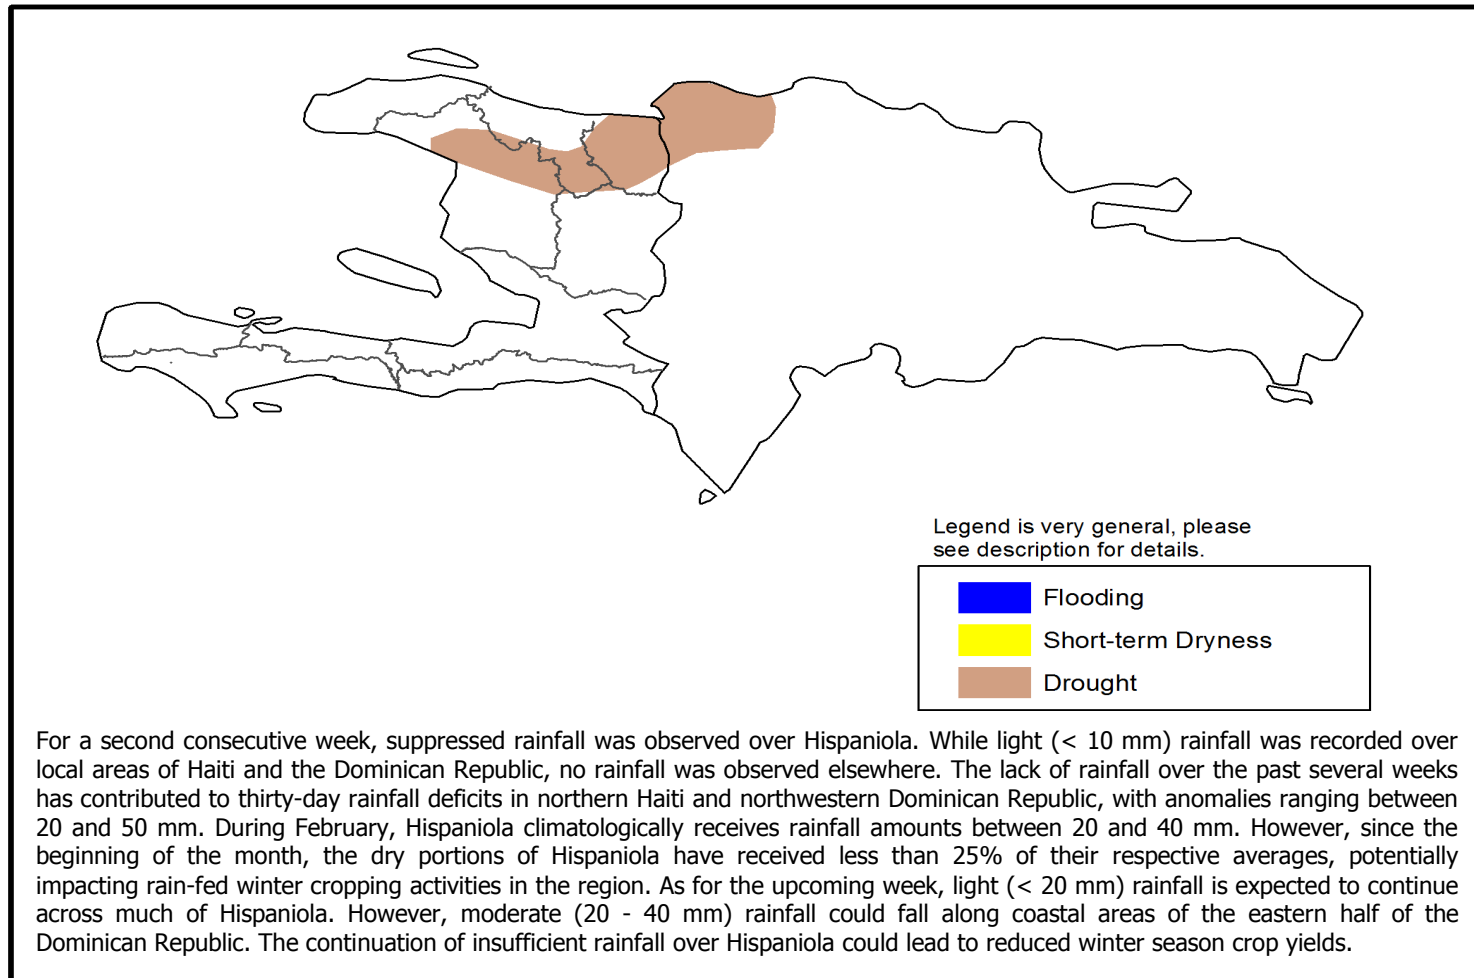 Legend is very general, please
see description for details.
Flooding
Short-term Dryness
Drought
For a second consecutive week, suppressed rainfall was observed over Hispaniola. While light (< 10 mm) rainfall was recorded over
local areas of Haiti and the Dominican Republic, no rainfall was observed elsewhere. The lack of rainfall over the past several weeks
has contributed to thirty-day rainfall deficits in northern Haiti and northwestern Dominican Republic, with anomalies ranging between
20 and 50 mm. During February, Hispaniola climatologically receives rainfall amounts between 20 and 40 mm. However, since the
beginning of the month, the dry portions of Hispaniola have received less than 25% of their respective averages, potentially
impacting rain-fed winter cropping activities in the region. As for the upcoming week, light (< 20 mm) rainfall is expected to continue
across much of Hispaniola. However, moderate (20 - 40 mm) rainfall could fall along coastal areas of the eastern half of the
Dominican Republic. The continuation of insufficient rainfall over Hispaniola could lead to reduced winter season crop yields.